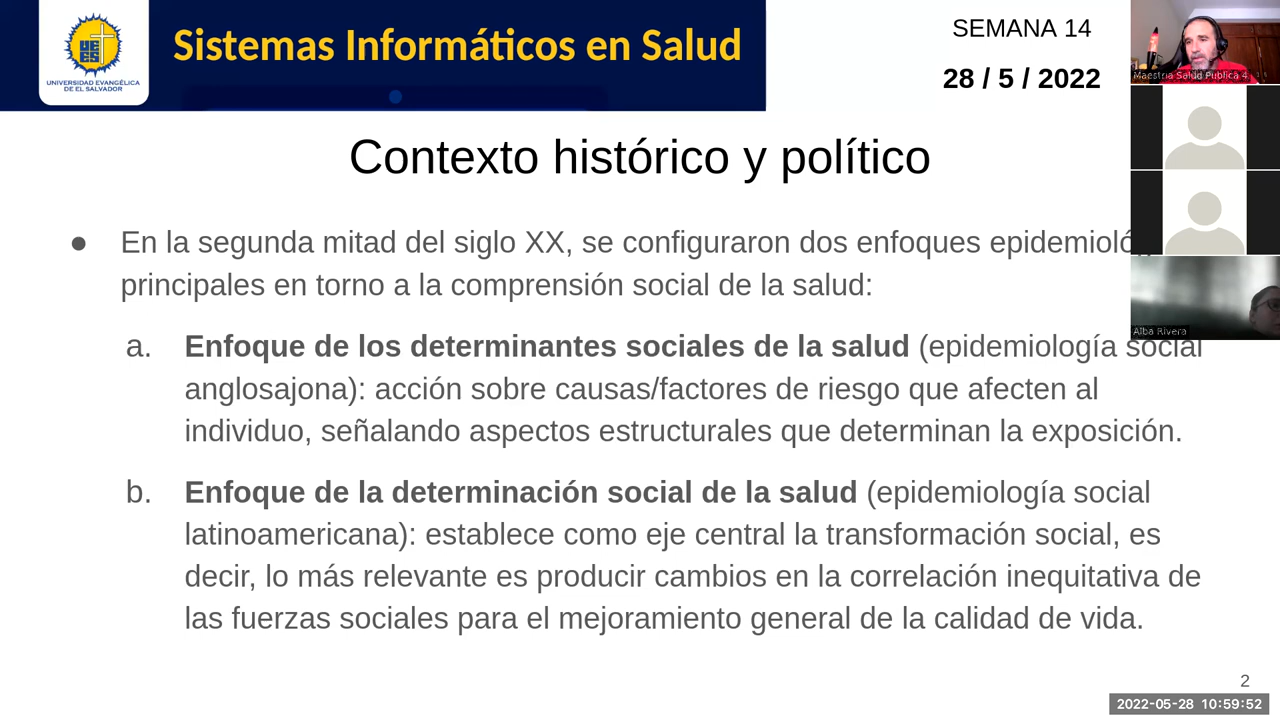 UNIVERSIDAD EVANGÉLICA
DE EL SALVADOR
Sistemas Informáticos en Salud
SEMANA 14
28 / 5 / 2022
Maestria Salud Publica 4
Contexto histórico y político
● En la segunda mitad del siglo XX, se configuraron dos enfoques
principales en torno a la comprensión social de la salud:
Alba Rivera
a. Enfoque de los determinantes sociales de la salud (epidemiología social
anglosajona): acción sobre causas/factores de riesgo que afecten al
individuo, señalando aspectos estructurales que determinan la exposición.
b. Enfoque de la determinación social de la salud (epidemiología social
latinoamericana): establece como eje central la transformación social, es
decir, lo más relevante es producir cambios en la correlación inequitativa de
las fuerzas sociales para el mejoramiento general de la calidad de vida.
2
2022-05-28 10:59:52